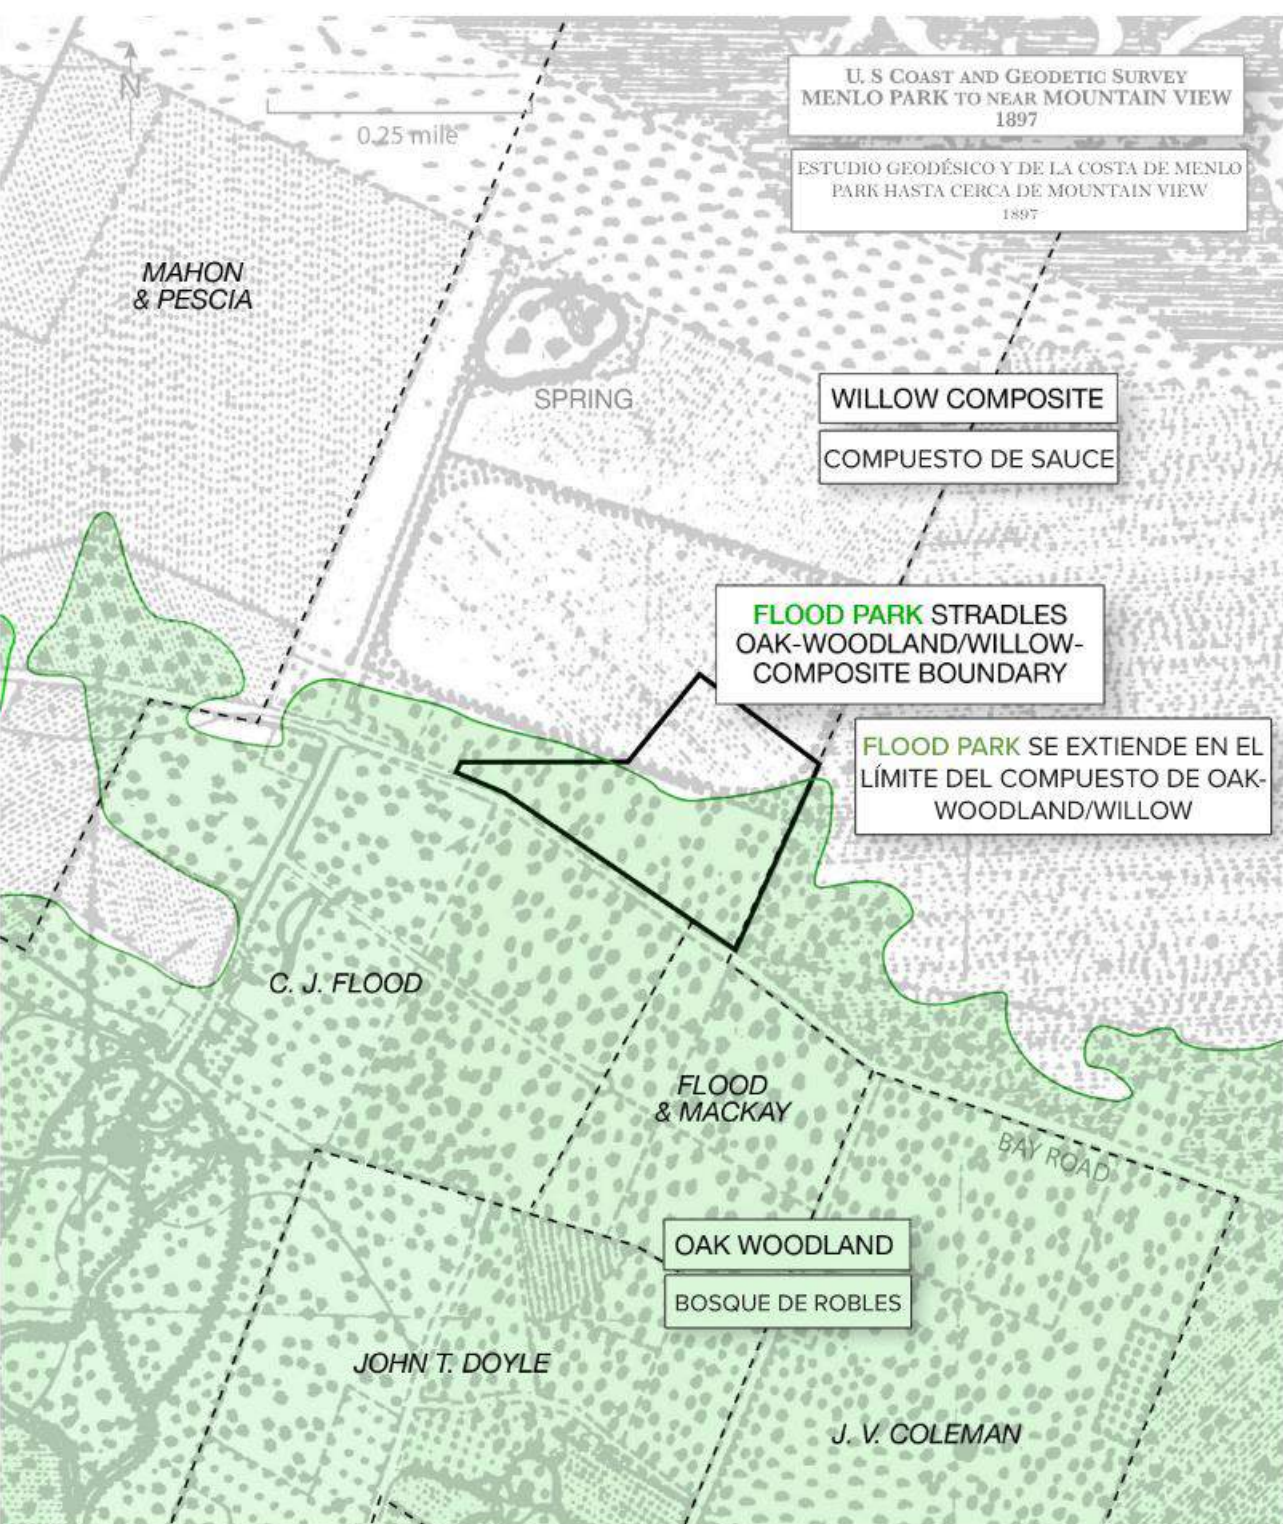 N
0.25 mile
U. S COAST AND GEODETIC SURVEY
MENLO PARK TO NEAR MOUNTAIN VIEW
1897
ESTUDIO GEODÉSICO Y DE LA COSTA DE MENLO
PARK HASTA CERCA DE MOUNTAIN VIEW
1897
MAHON
& PESCIA
SPRING
WILLOW COMPOSITE
COMPUESTO DE SAUCE
FLOOD PARK STRADLES
OAK-WOODLAND/WILLOW-
COMPOSITE BOUNDARY
FLOOD PARK SE EXTIENDE EN EL
LÍMITE DEL COMPUESTO DE OAK-
WOODLAND/WILLOW
C. J. FLOOD
FLOOD
& MACKAY
BAY ROAD
OAK WOODLAND
BOSQUE DE ROBLES
JOHN T. DOYLE
J. V. COLEMAN